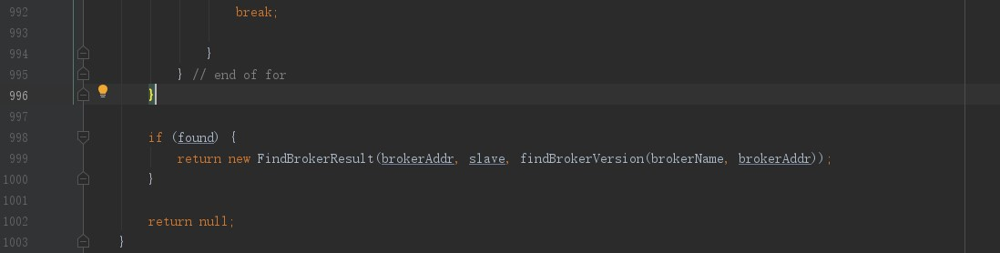 992 break;
993
994 }
995 } // end of for
996 }
997
998 if (found) {
999 return new FindBrokerResult(brokerAddr, slave, findBrokerVersion(brokerName, brokerAddr));
1000 }
1001
1002 return null;
1003 }